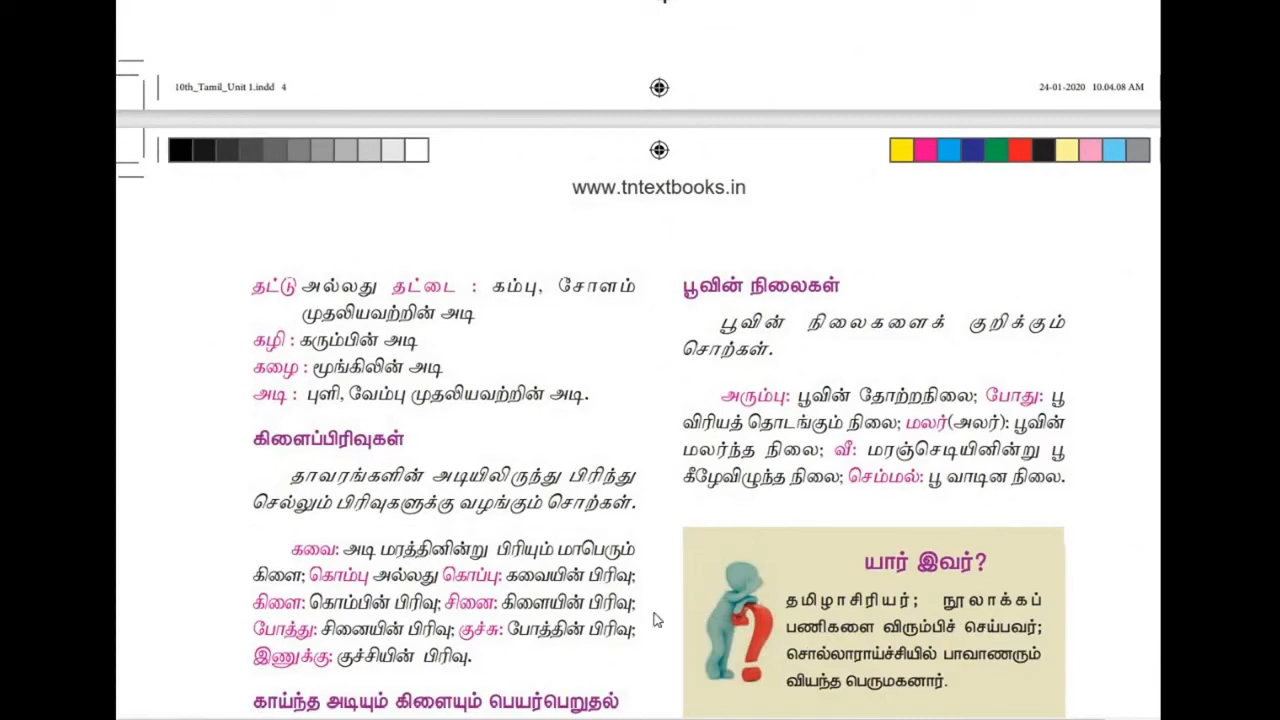 10th_Tamil_Unit 1.indd 4
24-01-2020 10.04.08 AM
www.tntextbooks.in
தட்டு அல்லது தட்டை : கம்பு, சோளம்
முதலியவற்றின் அடி
கழி : கரும்பின் அடி
கழை : மூங்கிலின் அடி
அடி : புளி, வேம்பு முதலியவற்றின் அடி.
கிளைப்பிரிவுகள்
தாவரங்களின் அடியிலிருந்து பிரிந்து
செல்லும் பிரிவுகளுக்கு வழங்கும் சொற்கள்.
கவை: அடி மரத்தினின்று பிரியும் மாபெரும்
கிளை; கொம்பு அல்லது கொப்பு: கவையின் பிரிவு;
கிளை: கொம்பின் பிரிவு; சினை: கிளையின் பிரிவு;
போத்து: சினையின் பிரிவு; குச்சு: போத்தின் பிரிவு;
இணுக்கு: குச்சியின் பிரிவு.
காய்ந்த அடியும் கிளையும் பெயர்பெறுதல்
பூவின் நிலைகள்
பூவின் நிலைகளைக் குறிக்கும்
சொற்கள்.
அரும்பு: பூவின் தோற்றநிலை; போது: பூ
விரியத் தொடங்கும் நிலை; மலர்(அலர்): பூவின்
மலர்ந்த நிலை; வீ: மரஞ்செடியினின்று பூ
கீழேவிழுந்த நிலை; செம்மல்: பூ வாடின நிலை.
யார் இவர்?
தமிழாசிரியர்; நூலாக்கப்
பணிகளை விரும்பிச் செய்பவர்;
சொல்லாராய்ச்சியில் பாவாணரும்
வியந்த பெருமகனார்.